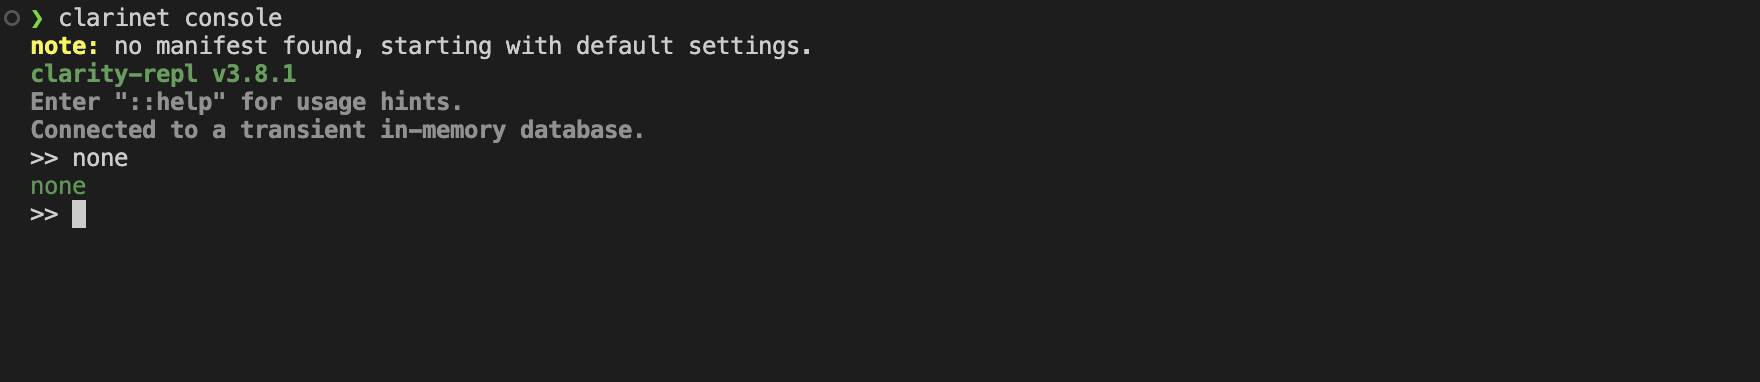 ❯ clarinet console
note: no manifest found, starting with default settings.
clarity-repl v3.8.1
Enter "::help" for usage hints.
Connected to a transient in-memory database.
>> none
none
>>